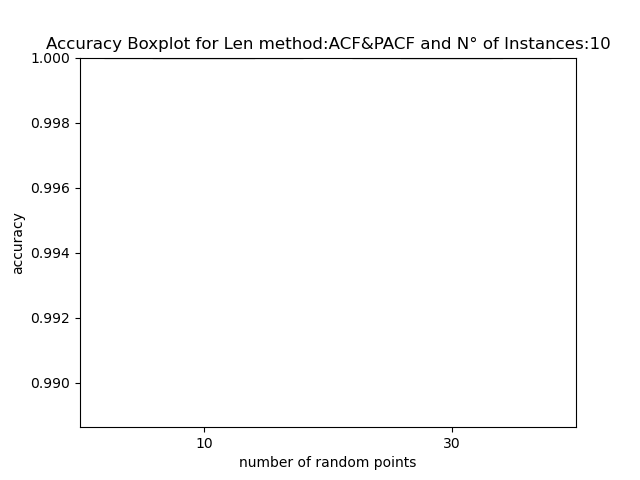 Accuracy Boxplot for Len method:ACF&PACF and N° of Instances:10
1.000
0.998
0.996
0.994
0.992
0.990
accuracy
10 30
number of random points